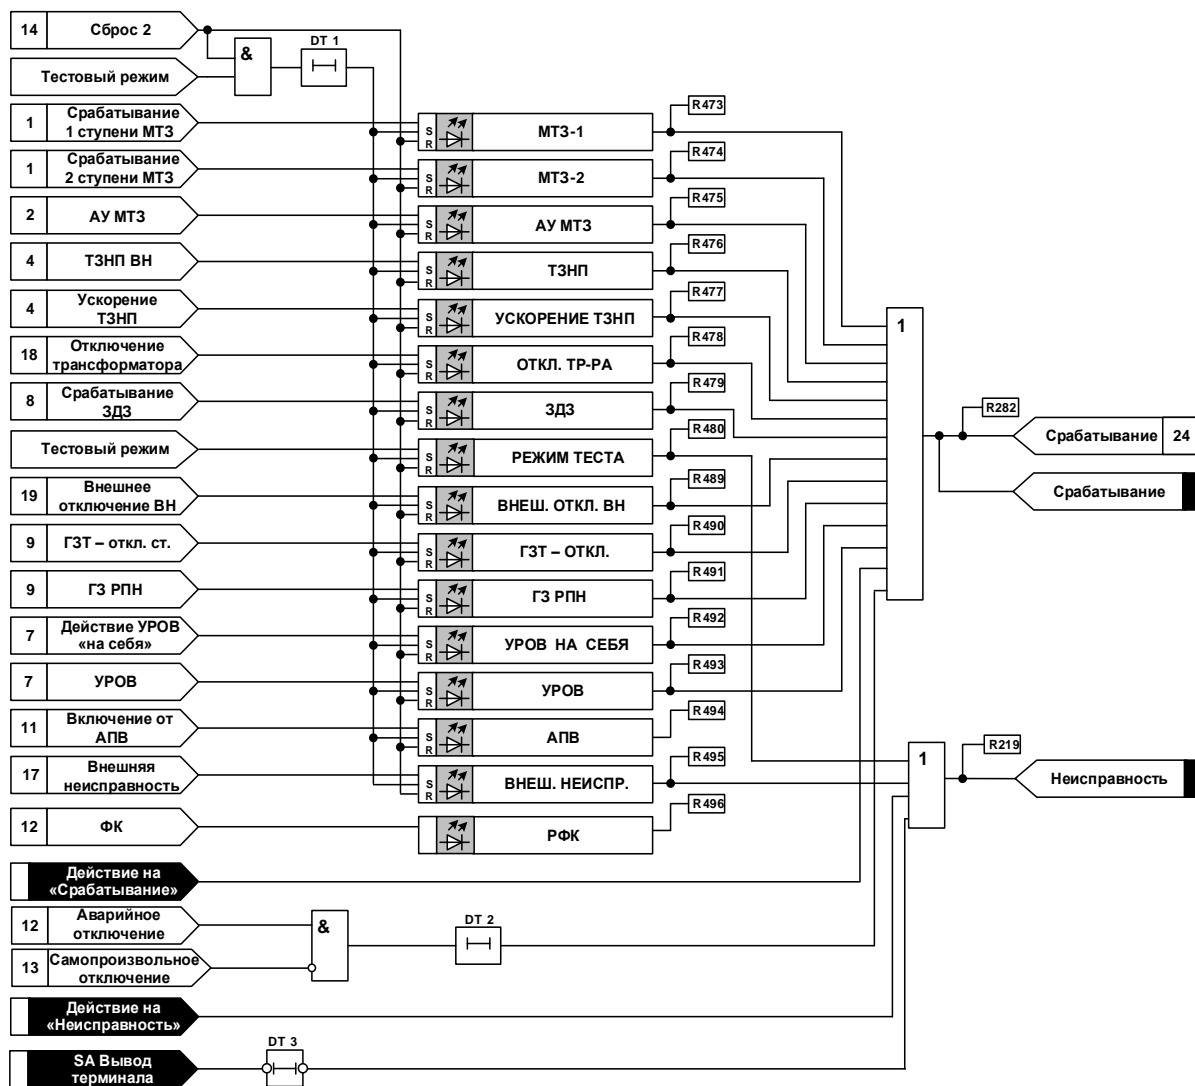 14 Сброс 2
Тестовый режим
& DT 1
1 Срабатывание
1 ступени МТЗ
S
R
МТЗ-1
R473
1 Срабатывание
2 ступени МТЗ
S
R
МТЗ-2
R474
2 АУ МТЗ
S
R
АУ МТЗ
R475
4 ТЗНП ВН
S
R
ТЗНП
R476
4 Ускорение
ТЗНП
S
R
УСКОРЕНИЕ ТЗНП
R477
18 Отключение
трансформатора
S
R
ОТКЛ. ТР-РА
R478
8 Срабатывание
ЗДЗ
S
R
ЗДЗ
R479
Тестовый режим
S
R
РЕЖИМ ТЕСТА
R480
19 Внешнее
отключение ВН
S
R
ВНЕШ. ОТКЛ. ВН
R489
9 ГЗТ – откл. ст.
S
R
ГЗТ – ОТКЛ.
R490
9 ГЗ РПН
S
R
ГЗ РПН
R491
7 Действие УРОВ
«на себя»
S
R
УРОВ НА СЕБЯ
R492
7 УРОВ
S
R
УРОВ
R493
11 Включение от
АПВ
S
R
АПВ
R494
17 Внешняя
неисправность
S
R
ВНЕШ. НЕИСПР.
R495
12 ФК
РФК
R496
Действие на
«Срабатывание»
12 Аварийное
отключение
13 Самопроизвольное
отключение
&
DT 2
Действие на
«Неисправность»
SA Вывод
терминала
DT 3
1
R282
Срабатывание 24
Срабатывание
1
R219
Неисправность